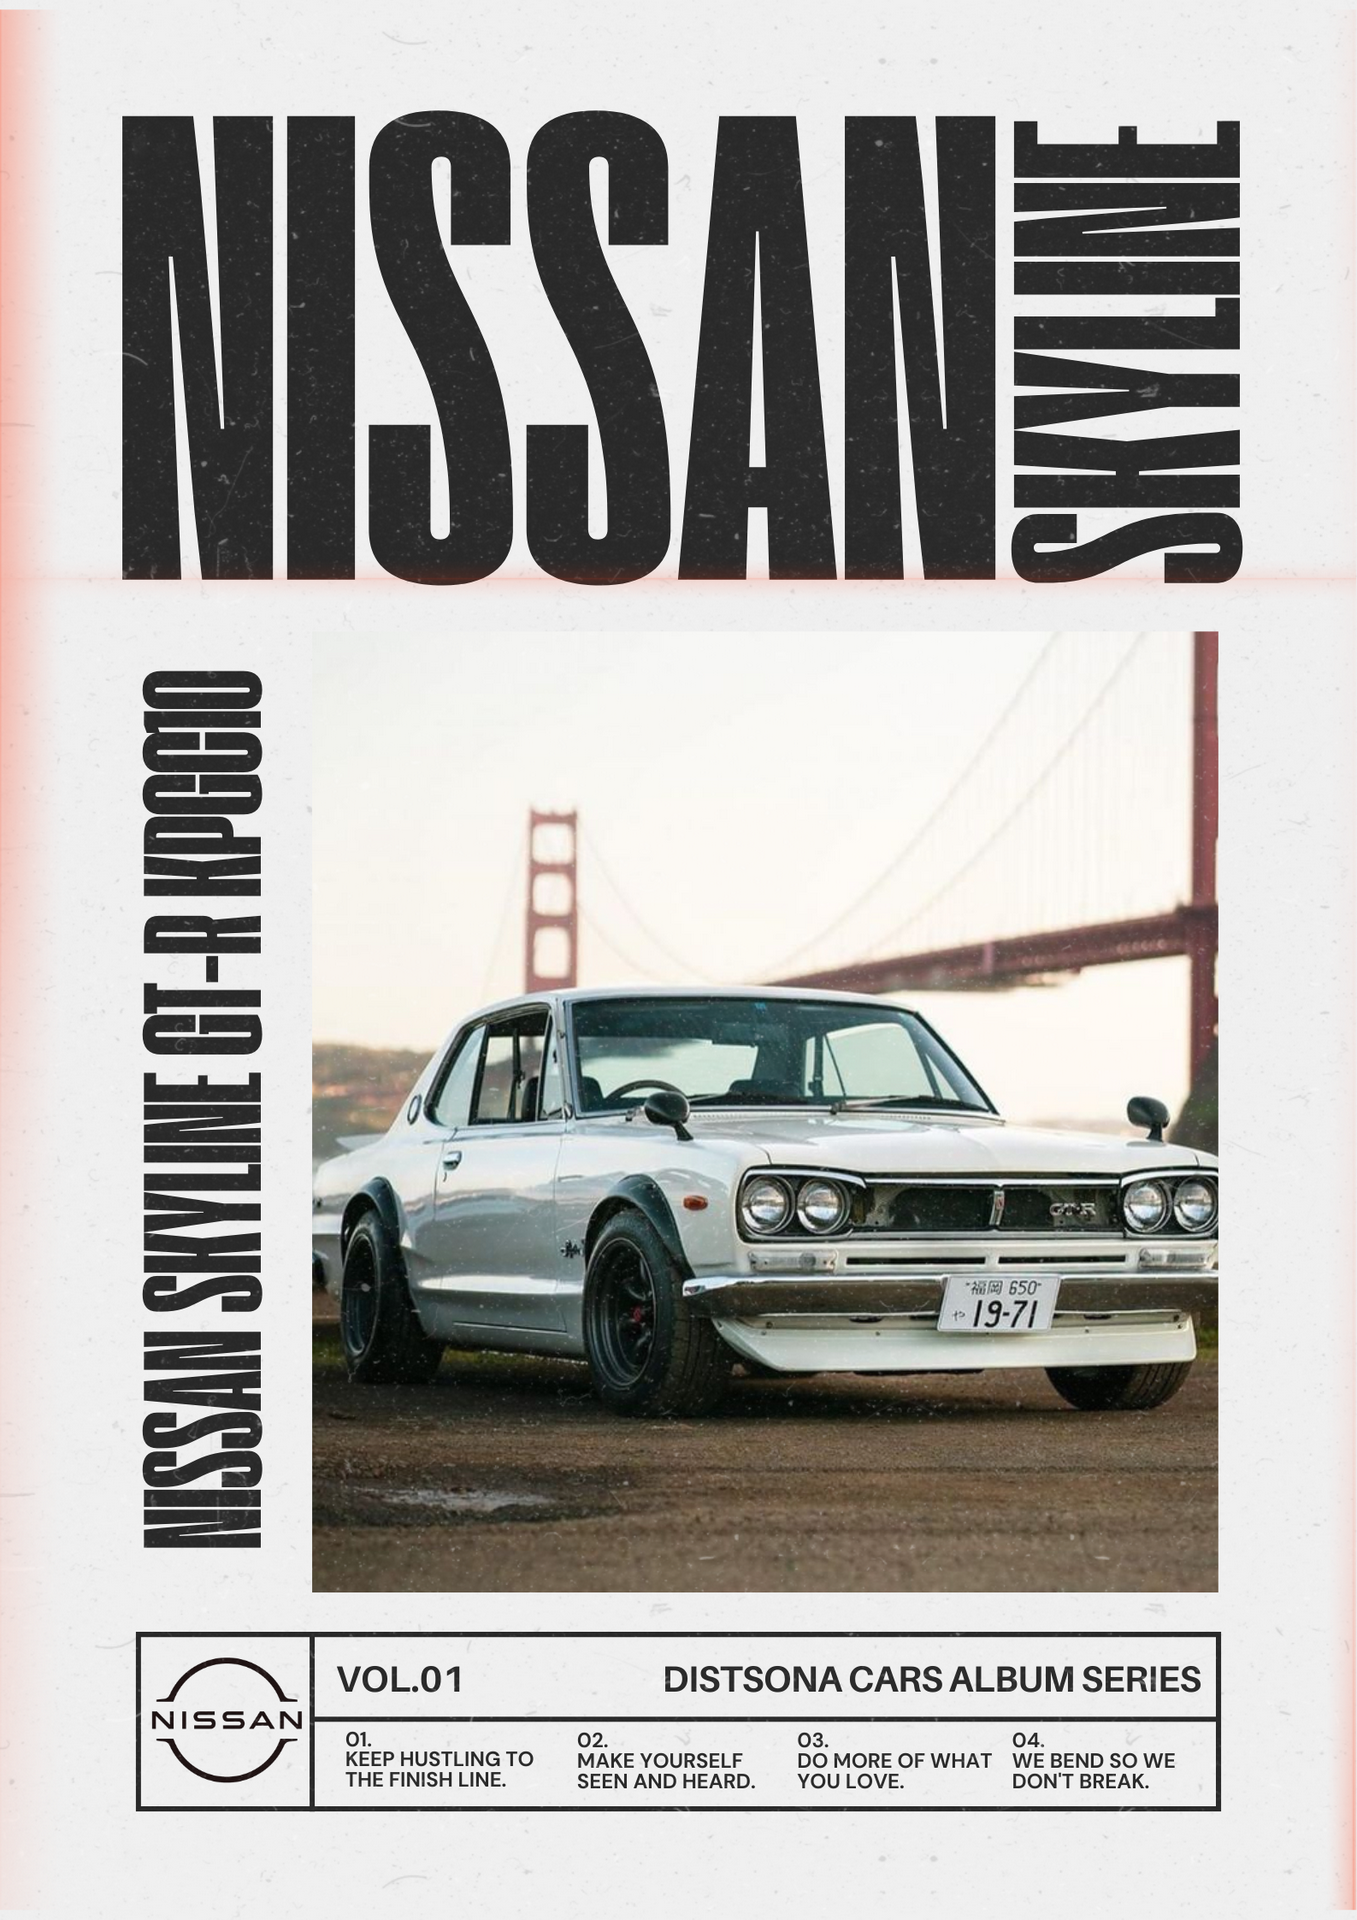 NISSAN
SKYLINE
NISSAN SKYLINE GT-R KPGC10
GT-R
福岡 650
や 19-71
NISSAN
VOL.01
DISTSONA CARS ALBUM SERIES
01.
KEEP HUSTLING TO
THE FINISH LINE.
02.
MAKE YOURSELF
SEEN AND HEARD.
03.
DO MORE OF WHAT
YOU LOVE.
04.
WE BEND SO WE
DON'T BREAK.